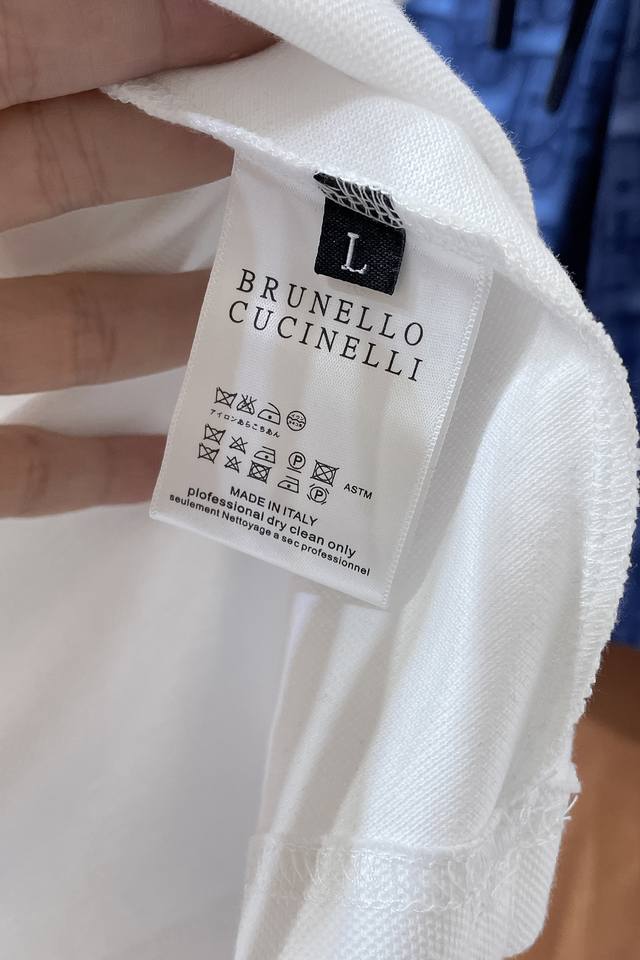 L
BRUNELLO
CUCINELLI
アイロンあらこちあん
P
ASTM
P
MADE IN ITALY
plofessional dry clean only
seulement Nettoyage a sec professionnel